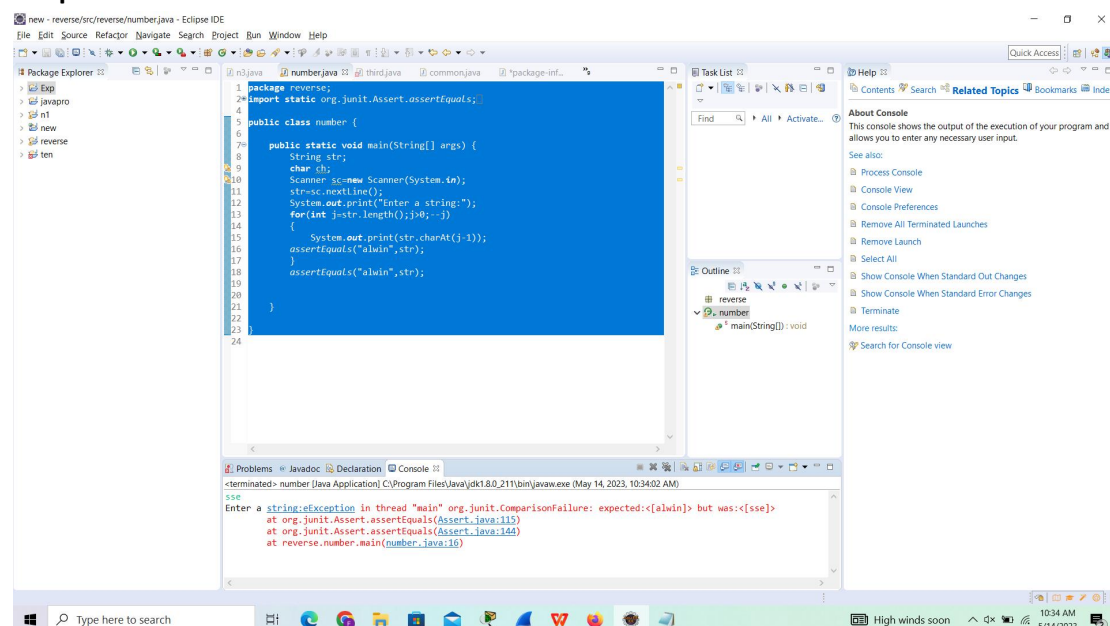 new - reverse/src/reverse/number.java - Eclipse IDE
File Edit Source Refactor Navigate Search Project Run Window Help
Quick Access
Package Explorer
Exp
javapro
n1
new
reverse
ten
n3.java number.java third.java common.java *package-inf...
1 package reverse;
2 import static org.junit.Assert.assertEquals;
4
5 public class number {
6
7 public static void main(String[] args) {
8 String str;
9 char ch;
10 Scanner sc=new Scanner(System.in);
11 str=sc.nextLine();
12 System.out.print("Enter a string:");
13 for(int j=str.length();j>0;--j)
14 {
15 System.out.print(str.charAt(j-1));
16 assertEquals("alwin",str);
17 }
18 assertEquals("alwin",str);
19
20
21 }
22
23 }
24
Task List
Find All Activate...
Outline
reverse
number
main(String[]) : void
Help
Contents Search Related Topics Bookmarks Inde
About Console
This console shows the output of the execution of your program and
allows you to enter any necessary user input.
See also:
Process Console
Console View
Console Preferences
Remove All Terminated Launches
Remove Launch
Select All
Show Console When Standard Out Changes
Show Console When Standard Error Changes
Terminate
More results:
Search for Console view
Problems Javadoc Declaration Console
<terminated> number [Java Application] C:\Program Files\Java\jdk1.8.0_211\bin\javaw.exe (May 14, 2023, 10:34:02 AM)
sse
Enter a string:eException in thread "main" org.junit.ComparisonFailure: expected:<[alwin]> but was:<[sse]>
at org.junit.Assert.assertEquals(Assert.java:115)
at org.junit.Assert.assertEquals(Assert.java:144)
at reverse.number.main(number.java:16)
Type here to search
High winds soon
10:34 AM
5/14/2023